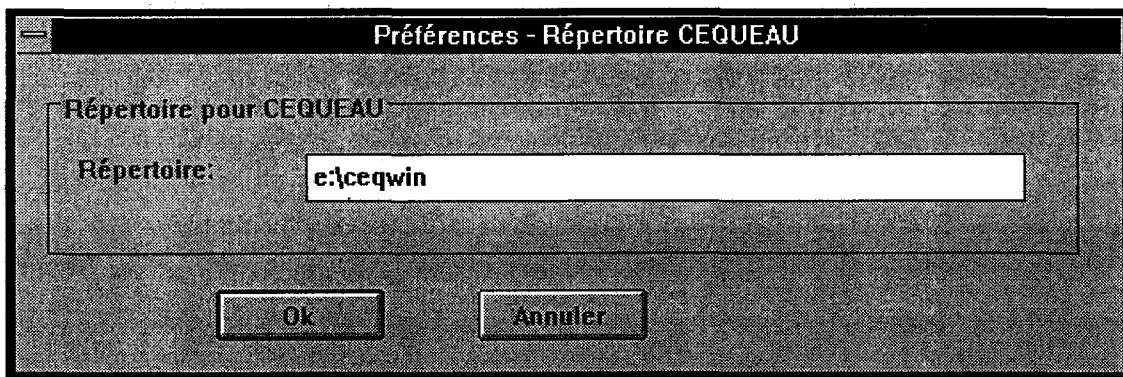 Préférences - Répertoire CEQUEAU
Répertoire pour CEQUEAU
Répertoire: e:\ceqwin
Ok Annuler